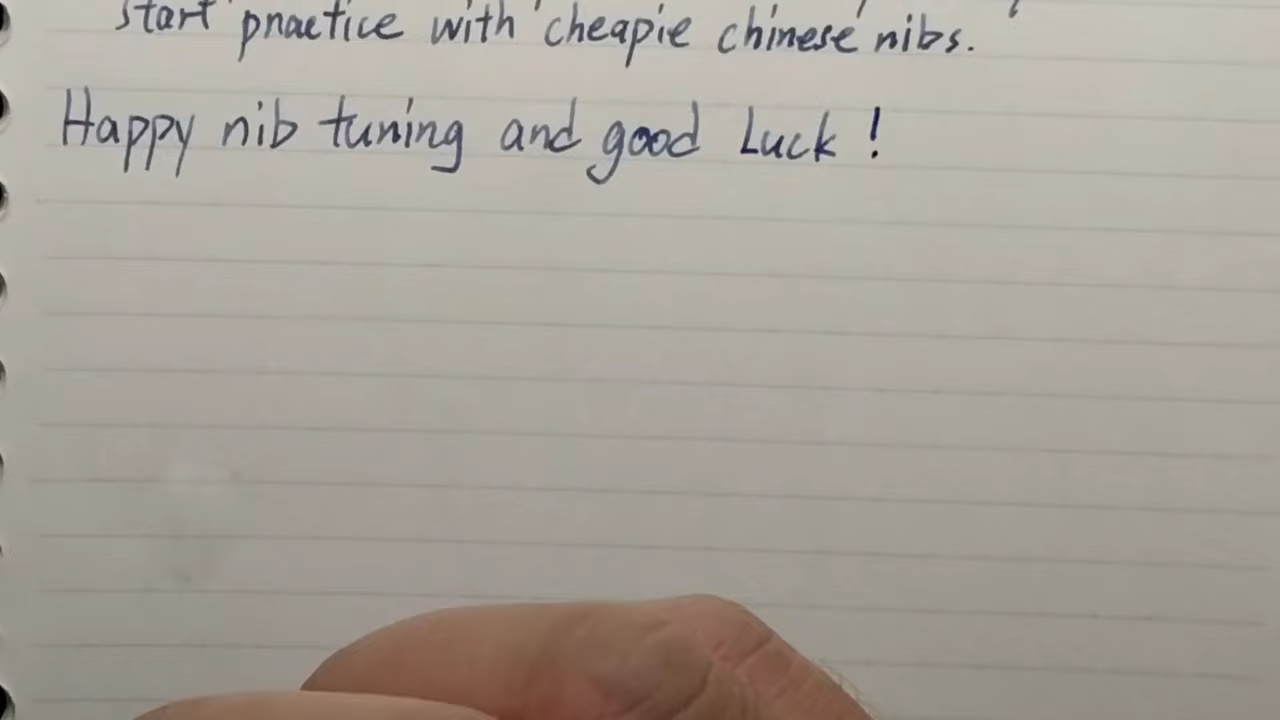 start practice with cheapie chinese nibs.
Happy nib tuning and good Luck!